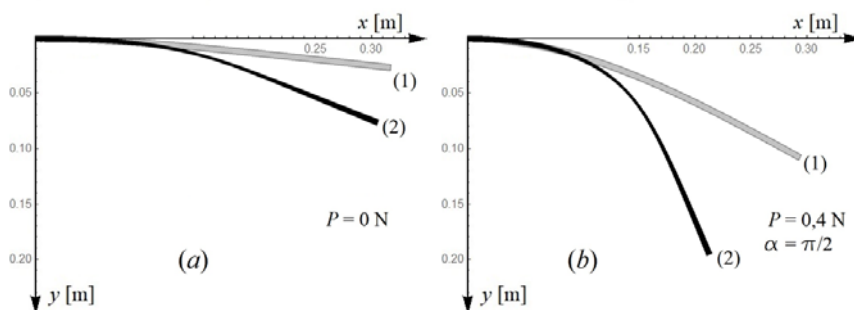 x [m]
0.25
0.30
0.05
0.10
0.15
0.20
(1)
(2)
P = 0 N
(a)
y [m]
x [m]
0.15
0.20
0.25
0.30
0.05
0.10
0.15
0.20
(1)
P = 0,4 N
α = π/2
(2)
(b)
y [m]